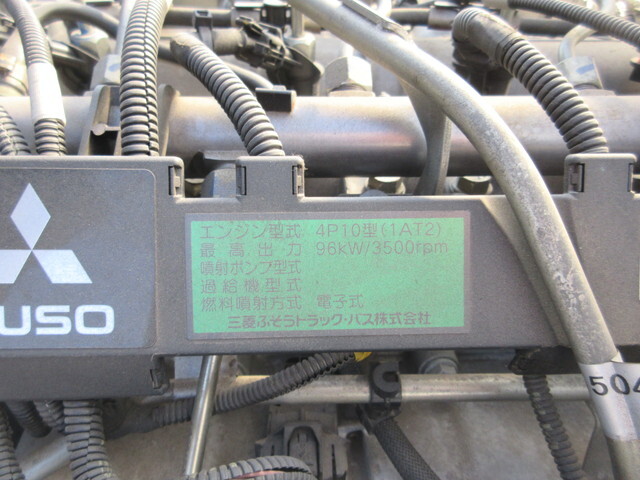 エンジン型式 4P10型(1AT2)
最高出力 96kW/3500rpm
噴射ポンプ型式
過給機型式
燃料噴射方式 電子式
三菱ふそうトラック・バス株式会社
USO
504